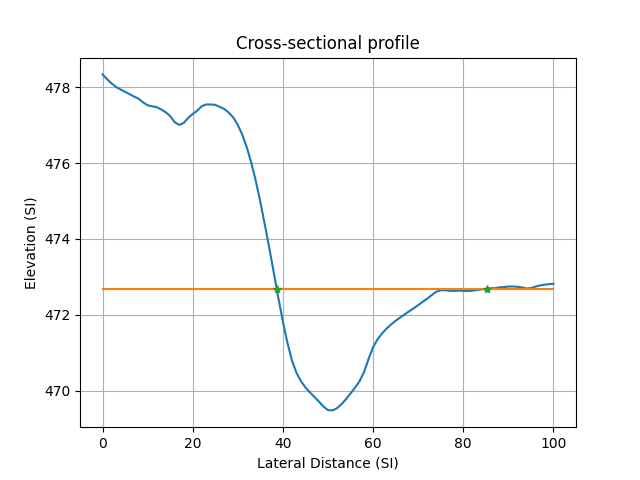 Cross-sectional profile
478
476
474
472
470
Elevation (SI)
0 20 40 60 80 100
Lateral Distance (SI)